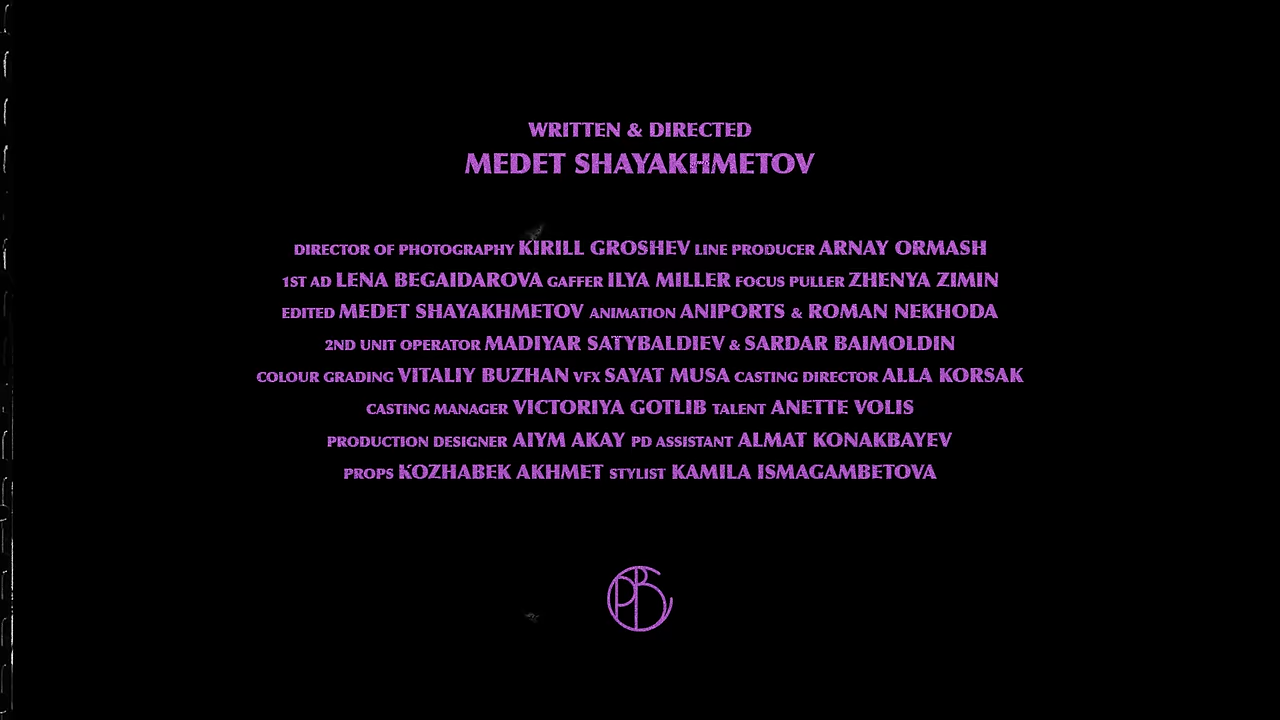 WRITTEN & DIRECTED
MEDET SHAYAKHMETOV
DIRECTOR OF PHOTOGRAPHY KIRILL GROSHEV LINE PRODUCER ARNAY ORMASH
1ST AD LENA BEGAIDAROVA GAFFER ILYA MILLER FOCUS PULLER ZHENYA ZIMIN
EDITED MEDET SHAYAKHMETOV ANIMATION ANIPORTS & ROMAN NEKHODA
2ND UNIT OPERATOR MADIYAR SATYBALDIEV & SARDAR BAIMOLDIN
COLOUR GRADING VITALIY BUZHAN VFX SAYAT MUSA CASTING DIRECTOR ALLA KORSAK
CASTING MANAGER VICTORIYA GOTLIB TALENT ANETTE VOLIS
PRODUCTION DESIGNER AIYM AKAY PD ASSISTANT ALMAT KONAKBAYEV
PROPS KOZHABEK AKHMET STYLIST KAMILA ISMAGAMBETOVA